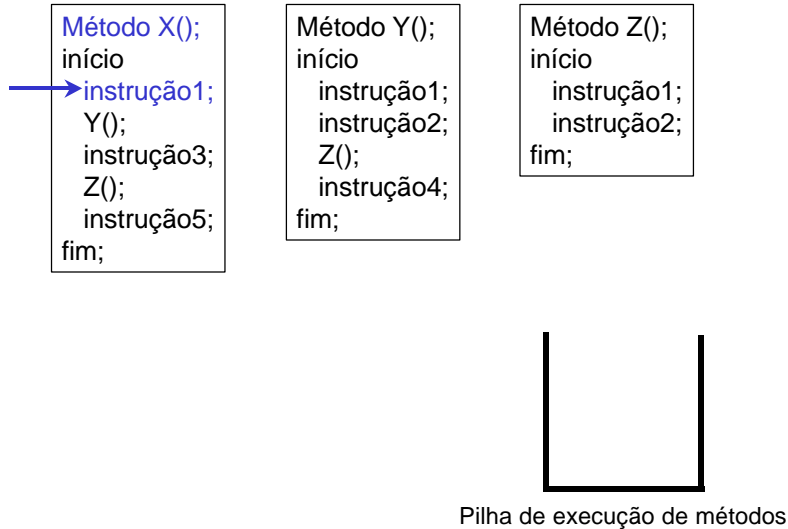 Método X();
início
instrução1;
Y();
instrução3;
Z();
instrução5;
fim;
Método Y();
início
instrução1;
instrução2;
Z();
instrução4;
fim;
Método Z();
início
instrução1;
instrução2;
fim;
Pilha de execução de métodos